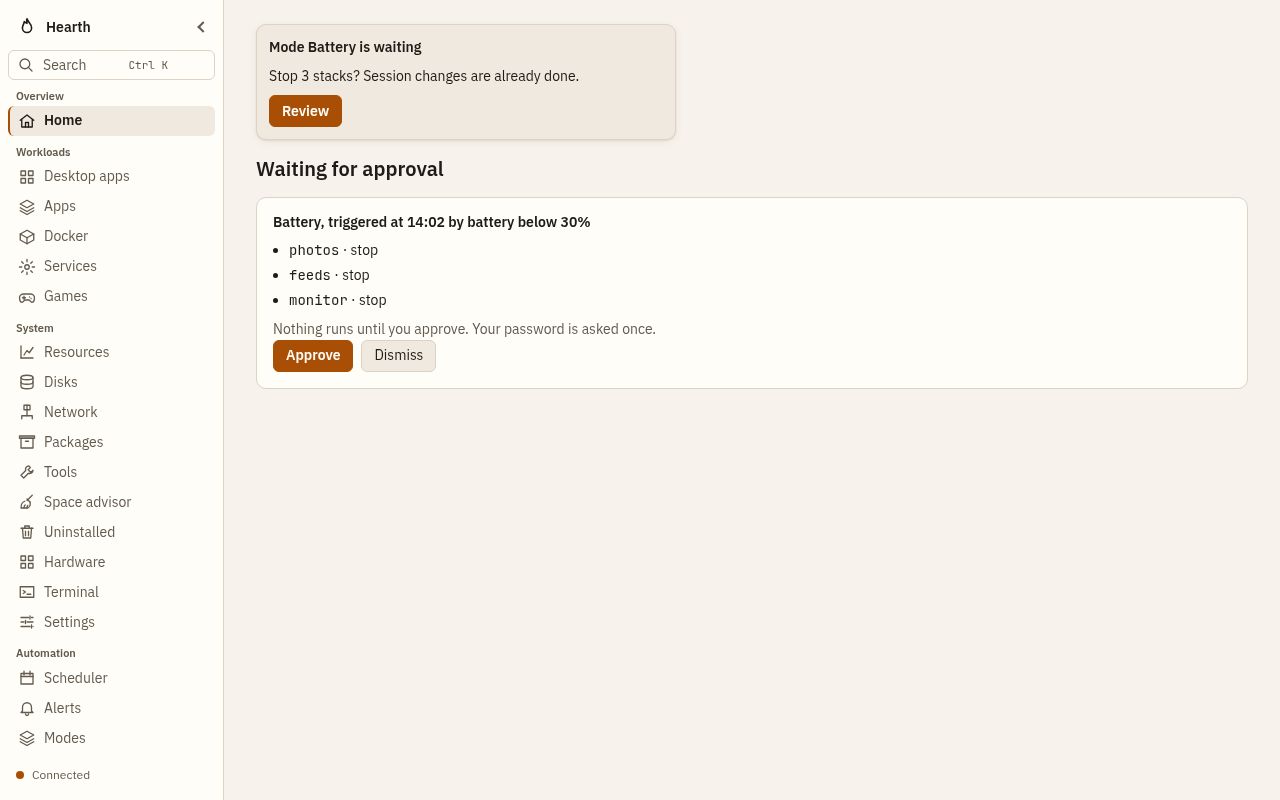 Hearth
Search Ctrl K
Overview
Home
Workloads
Desktop apps
Apps
Docker
Services
Games
System
Resources
Disks
Network
Packages
Tools
Space advisor
Uninstalled
Hardware
Terminal
Settings
Automation
Scheduler
Alerts
Modes
Connected
Mode Battery is waiting
Stop 3 stacks? Session changes are already done.
Review
Waiting for approval
Battery, triggered at 14:02 by battery below 30%
photos · stop
feeds · stop
monitor · stop
Nothing runs until you approve. Your password is asked once.
Approve Dismiss